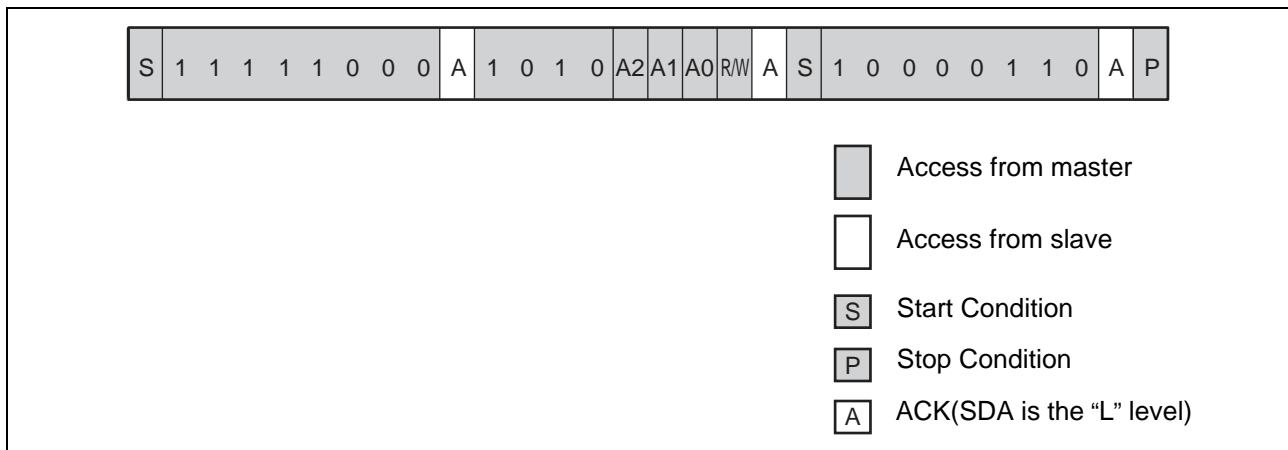 S 1 1 1 1 1 0 0 0 A 1 0 1 0 A2 A1 A0 R/W A S 1 0 0 0 0 1 1 0 A P
Access from master
Access from slave
S Start Condition
P Stop Condition
A ACK(SDA is the “L” level)